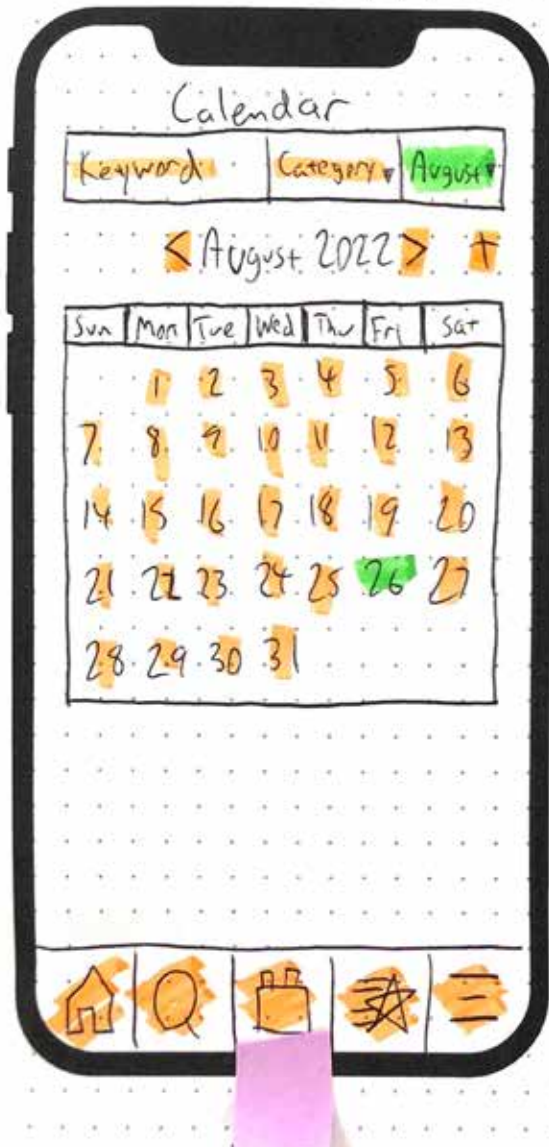 Calendar
Keyword Category ▾ August ▾
< August 2022 > +
Sun Mon Tue Wed Thu Fri Sat
1 2 3 4 5 6
7 8 9 10 11 12 13
14 15 16 17 18 19 20
21 22 23 24 25 26 27
28 29 30 31